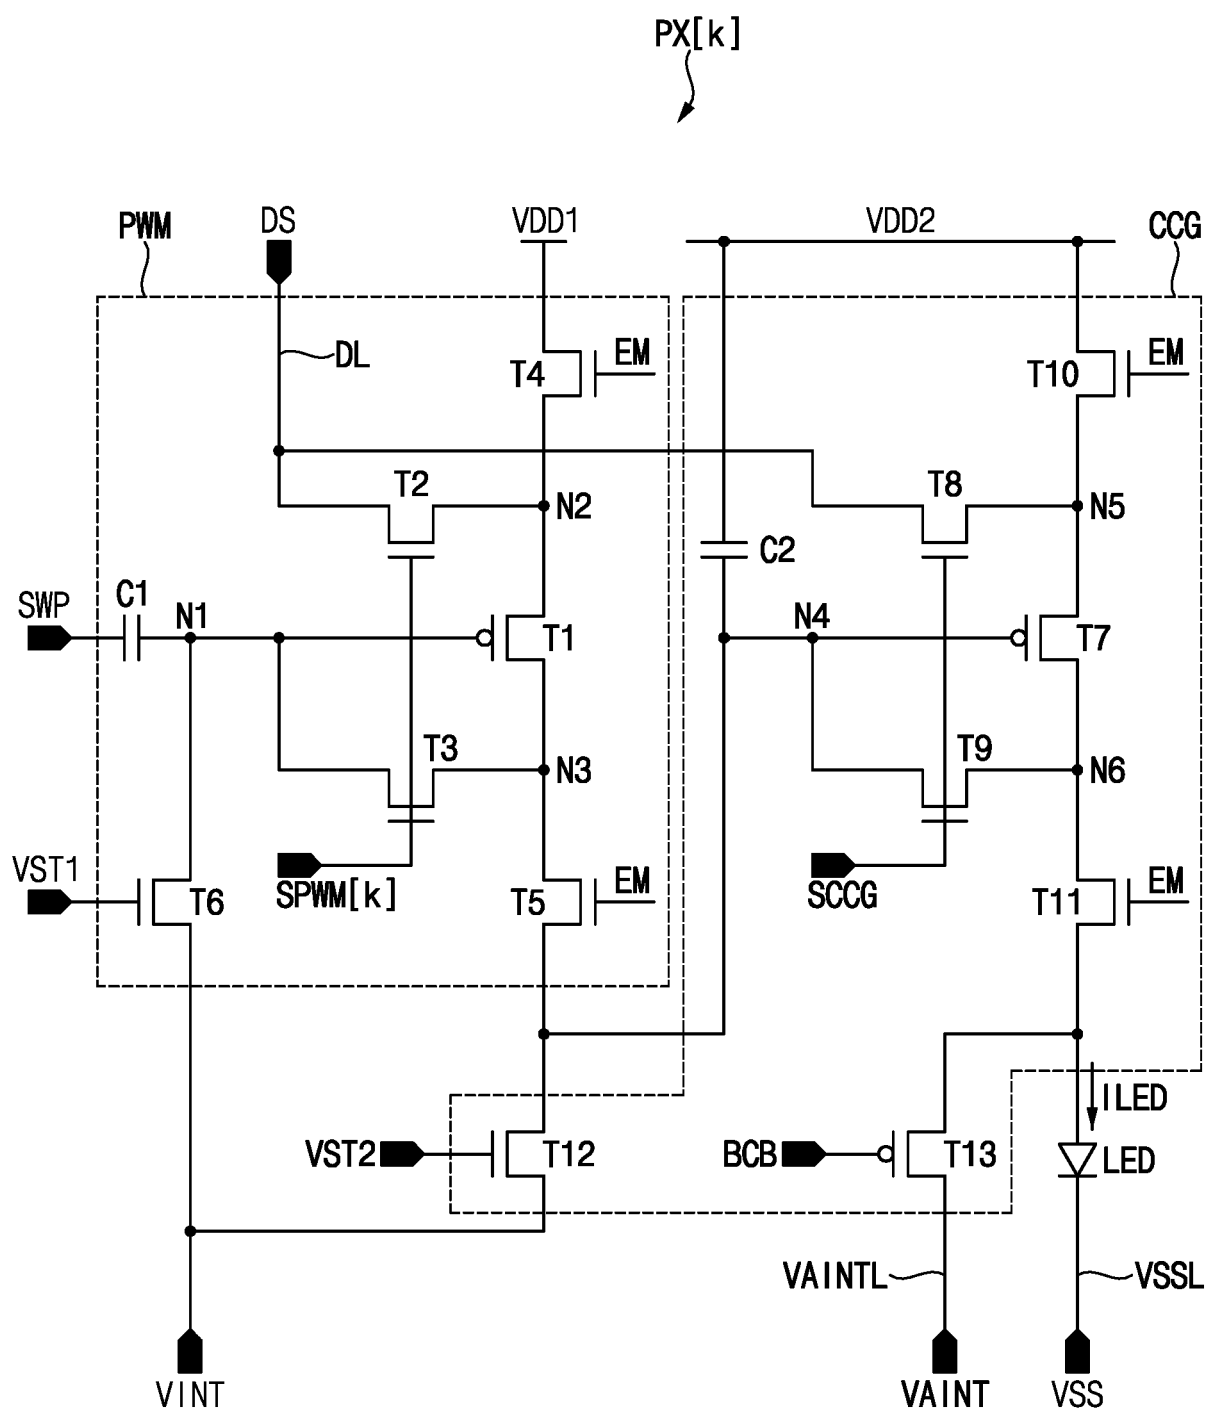 PX[k]
PWM
DS
VDD1
VDD2
CCG
DL
T4
EM
T10
EM
T2
N2
T8
N5
C2
SWP
C1
N1
T1
N4
T7
T3
N3
T9
N6
VST1
T6
SPWM[k]
T5
EM
SCCG
T11
EM
ILED
VST2
T12
BCB
T13
LED
VAINTL
VSSL
VINT
VAINT
VSS